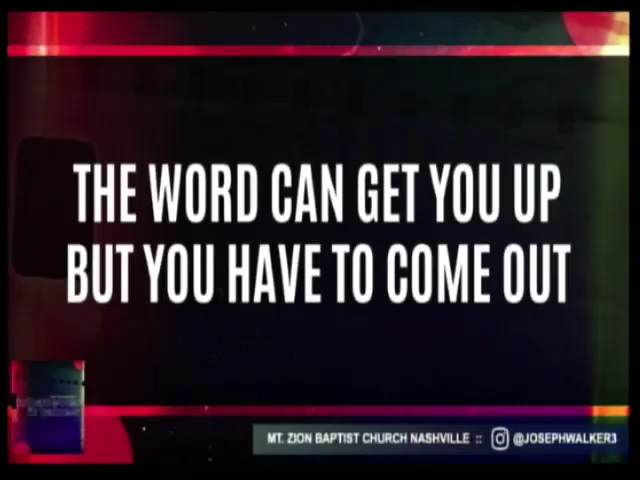 THE WORD CAN GET YOU UP
BUT YOU HAVE TO COME OUT
MT. ZION BAPTIST CHURCH NASHVILLE :: @JOSEPHWALKER3